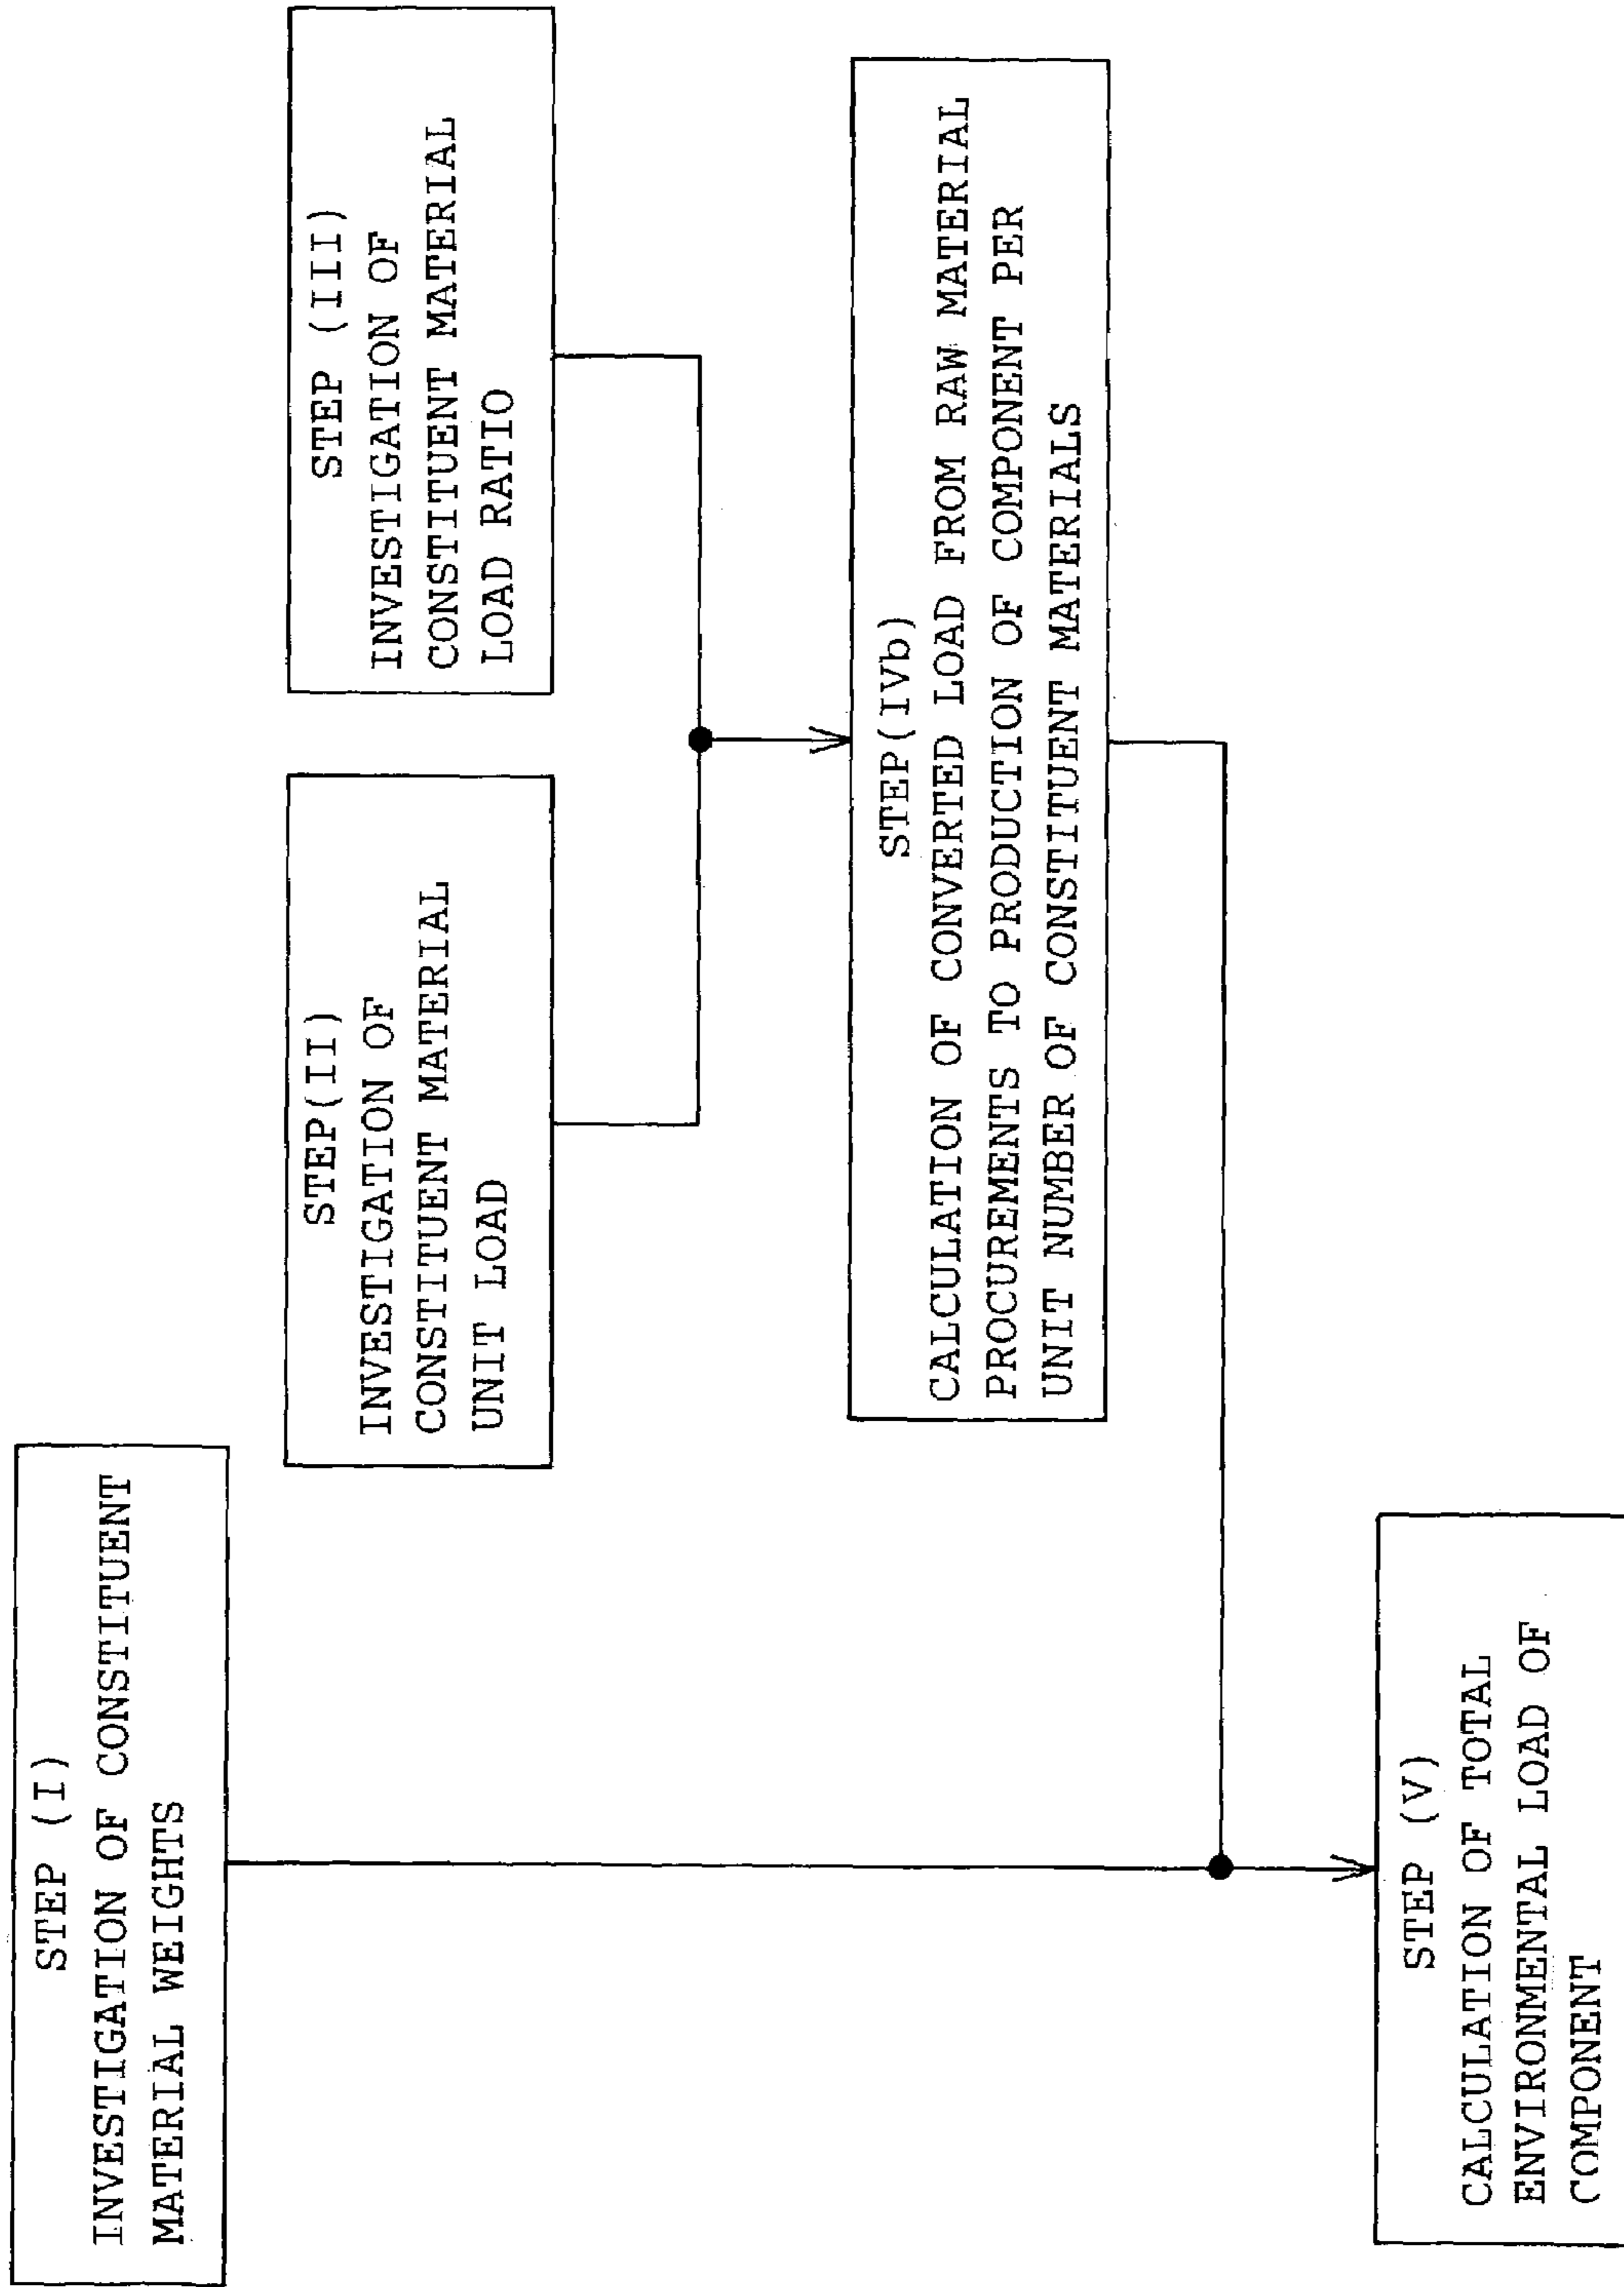 STEP (I)
INVESTIGATION OF CONSTITUENT
MATERIAL WEIGHTS
STEP(II)
INVESTIGATION OF
CONSTITUENT MATERIAL
UNIT LOAD
STEP (III)
INVESTIGATION OF
CONSTITUENT MATERIAL
LOAD RATIO
STEP(IVb)
CALCULATION OF CONVERTED LOAD FROM RAW MATERIAL
PROCUREMENTS TO PRODUCTION OF COMPONENT PER
UNIT NUMBER OF CONSTITUENT MATERIALS
STEP (V)
CALCULATION OF TOTAL
ENVIRONMENTAL LOAD OF
COMPONENT